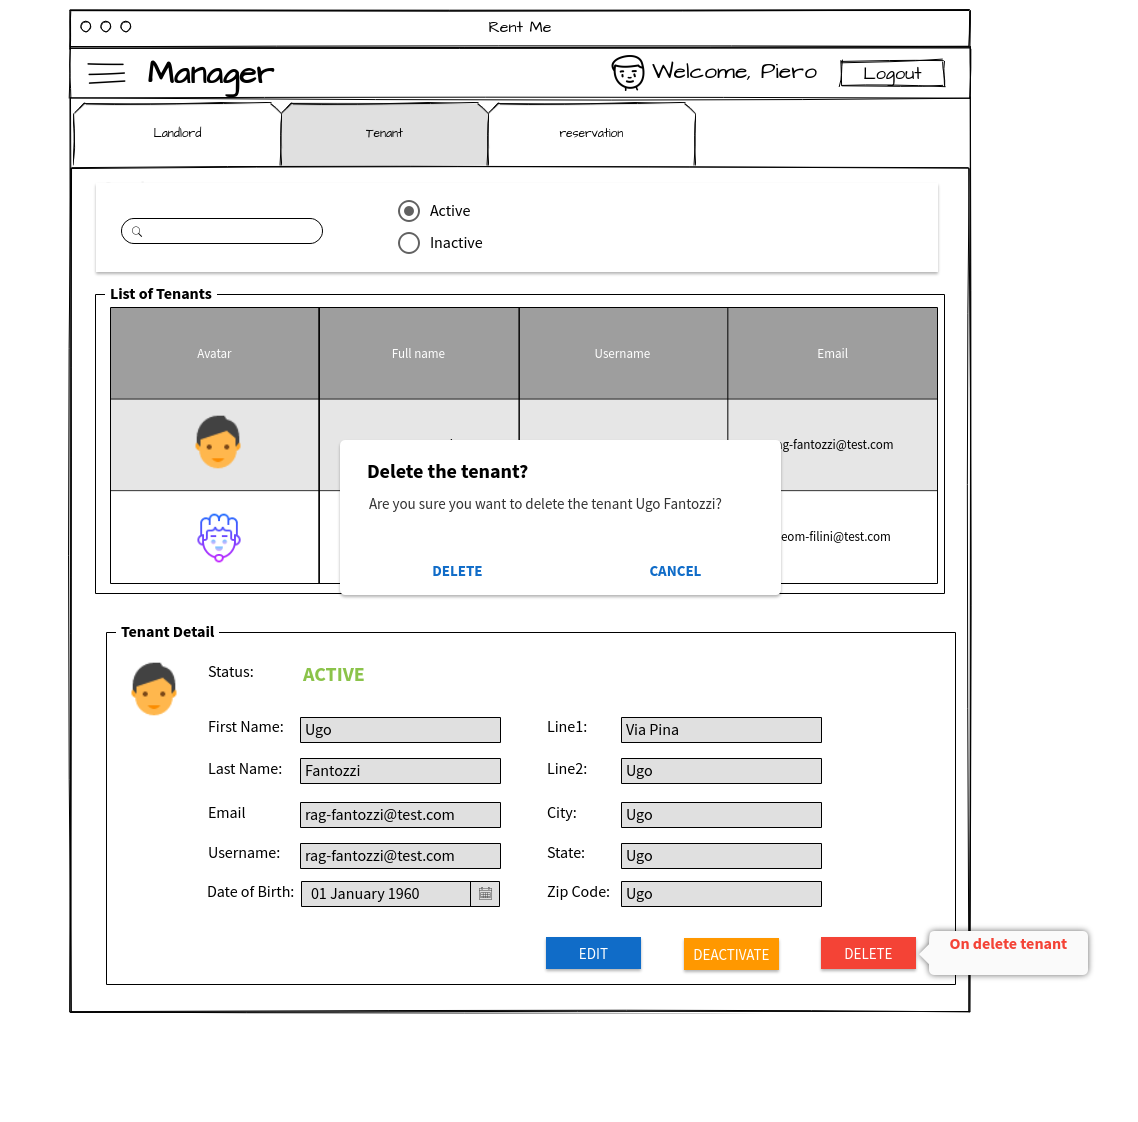 Rent Me
Manager
Welcome, Piero
Logout
Landlord
Tenant
reservation
Active
Inactive
List of Tenants
Avatar
Full name
Username
Email
g-fantozzi@test.com
eom-filini@test.com
Delete the tenant?
Are you sure you want to delete the tenant Ugo Fantozzi?
DELETE
CANCEL
Tenant Detail
Status:
ACTIVE
First Name:
Ugo
Line1:
Via Pina
Last Name:
Fantozzi
Line2:
Ugo
Email
rag-fantozzi@test.com
City:
Ugo
Username:
rag-fantozzi@test.com
State:
Ugo
Date of Birth:
01 January 1960
Zip Code:
Ugo
EDIT
DEACTIVATE
DELETE
On delete tenant